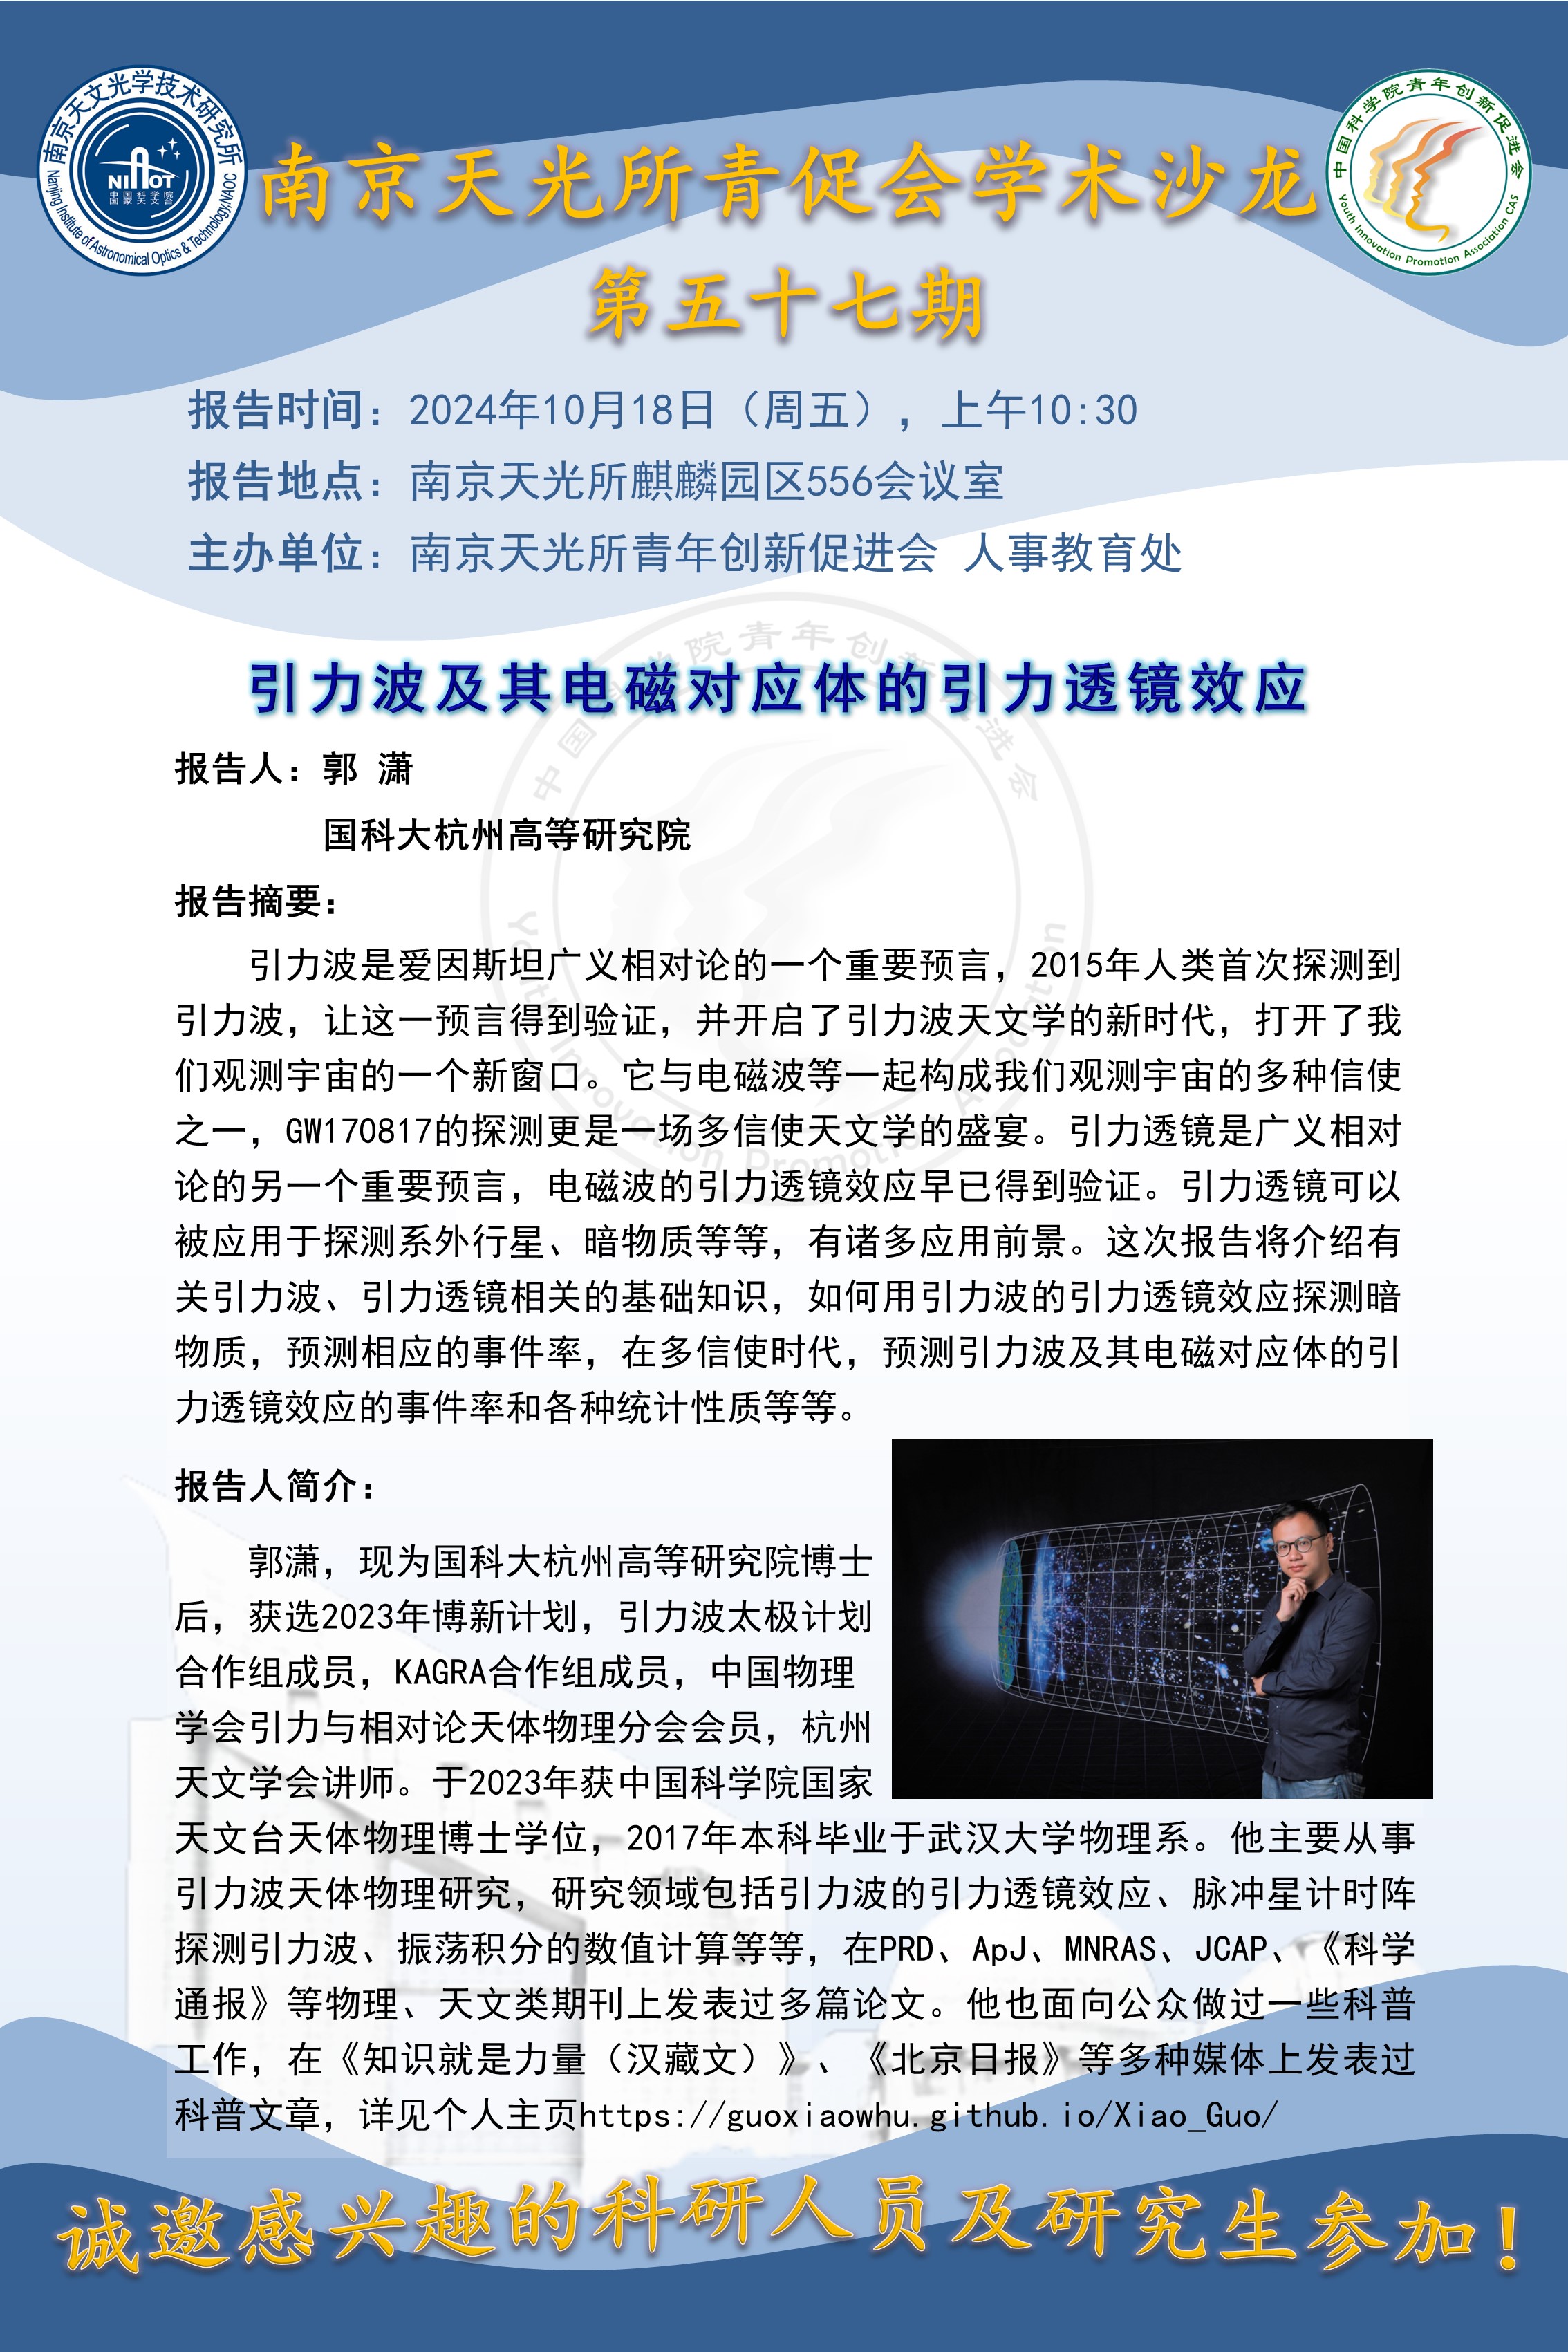 南京天文光学技术研究所
NIAOT
中国科学院
国家天文台
Nanjing Institute of Astronomical Optics & Technology, NAOC
中国科学院青年创新促进会
Youth Innovation Promotion Association CAS
南京天光所青促会学术沙龙
第五十七期
报告时间：2024年10月18日（周五），上午10:30
报告地点：南京天光所麒麟园区556会议室
主办单位：南京天光所青年创新促进会 人事教育处
中国科学院青年创新促进会
引力波及其电磁对应体的引力透镜效应
报告人：郭 潇
国科大杭州高等研究院
报告摘要：
引力波是爱因斯坦广义相对论的一个重要预言，2015年人类首次探测到
引力波，让这一预言得到验证，并开启了引力波天文学的新时代，打开了我
们观测宇宙的一个新窗口。它与电磁波等一起构成我们观测宇宙的多种信使
之一，GW170817的探测更是一场多信使天文学的盛宴。引力透镜是广义相对
论的另一个重要预言，电磁波的引力透镜效应早已得到验证。引力透镜可以
被应用于探测系外行星、暗物质等等，有诸多应用前景。这次报告将介绍有
关引力波、引力透镜相关的基础知识，如何用引力波的引力透镜效应探测暗
物质，预测相应的事件率，在多信使时代，预测引力波及其电磁对应体的引
力透镜效应的事件率和各种统计性质等等。
Youth Innovation Promotion Association
报告人简介：
郭潇，现为国科大杭州高等研究院博士
后，获选2023年博新计划，引力波太极计划
合作组成员，KAGRA合作组成员，中国物理
学会引力与相对论天体物理分会会员，杭州
天文学会讲师。于2023年获中国科学院国家
天文台天体物理博士学位，2017年本科毕业于武汉大学物理系。他主要从事
引力波天体物理研究，研究领域包括引力波的引力透镜效应、脉冲星计时阵
探测引力波、振荡积分的数值计算等等，在PRD、ApJ、MNRAS、JCAP、《科学
通报》等物理、天文类期刊上发表过多篇论文。他也面向公众做过一些科普
工作，在《知识就是力量（汉藏文）》、《北京日报》等多种媒体上发表过
科普文章，详见个人主页https://guoxiaowhu.github.io/Xiao_Guo/
诚邀感兴趣的科研人员及研究生参加！